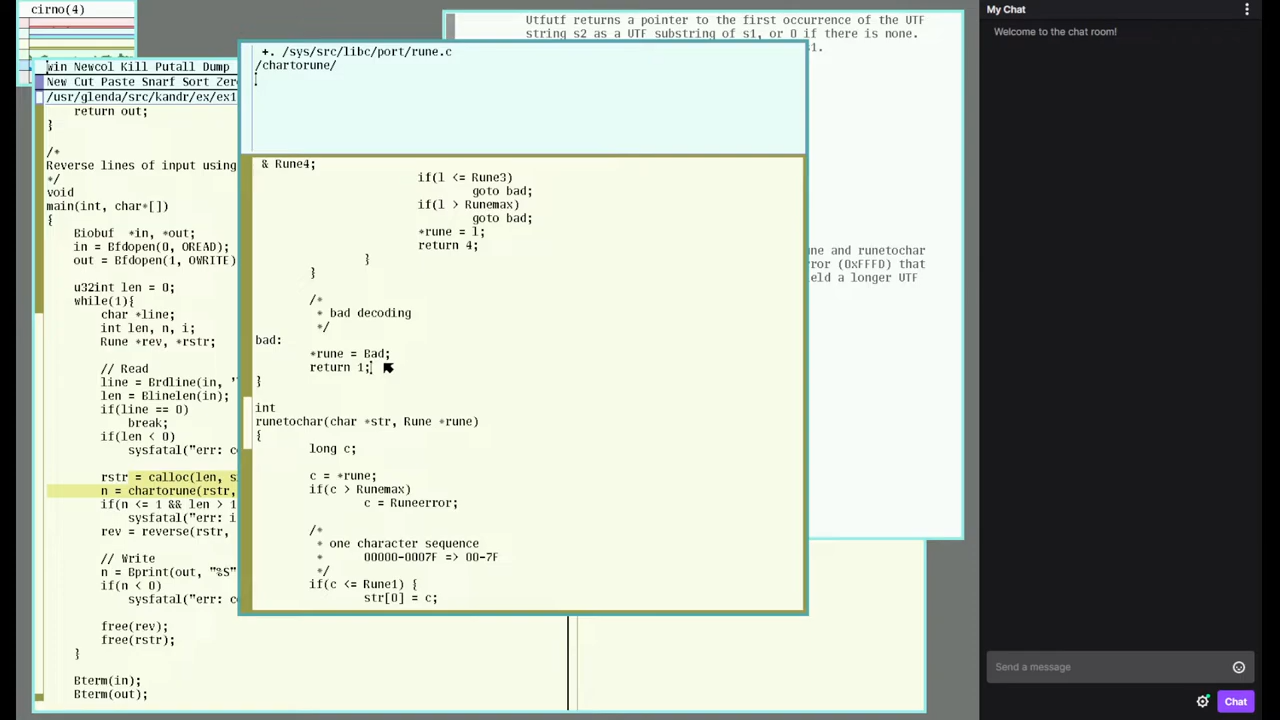 cirno(4)
Utfutf returns a pointer to the first occurrence of the UTF
string s2 as a UTF substring of s1, or 0 if there is none.
s1.
une and runetochar
ror (0xFFFD) that
eld a longer UTF
win Newcol Kill Putall Dump
New Cut Paste Snarf Sort Zero
/usr/glenda/src/kandr/ex/ex1
return out;
}
/*
Reverse lines of input using
*/
void
main(int, char*[])
{
Biobuf *in, *out;
in = Bfdopen(0, OREAD);
out = Bfdopen(1, OWRITE)
u32int len = 0;
while(1){
char *line;
int len, n, i;
Rune *rev, *rstr;
// Read
line = Brdline(in, '
len = Blinelen(in);
if(line == 0)
break;
if(len < 0)
sysfatal("err: co
rstr = calloc(len, s
n = chartorune(rstr,
if(n <= 1 && len > 1
sysfatal("err: i
rev = reverse(rstr,
// Write
n = Bprint(out, "%S"
if(n < 0)
sysfatal("err: co
free(rev);
free(rstr);
}
Bterm(in);
Bterm(out);
+. /sys/src/libc/port/rune.c
/chartorune/
& Rune4;
if(l <= Rune3)
goto bad;
if(l > Runemax)
goto bad;
*rune = l;
return 4;
}
}
/*
* bad decoding
*/
bad:
*rune = Bad;
return 1;
}
int
runetochar(char *str, Rune *rune)
{
long c;
c = *rune;
if(c > Runemax)
c = Runeerror;
/*
* one character sequence
* 00000-0007F => 00-7F
*/
if(c <= Rune1) {
str[0] = c;
My Chat
Welcome to the chat room!
Send a message
Chat